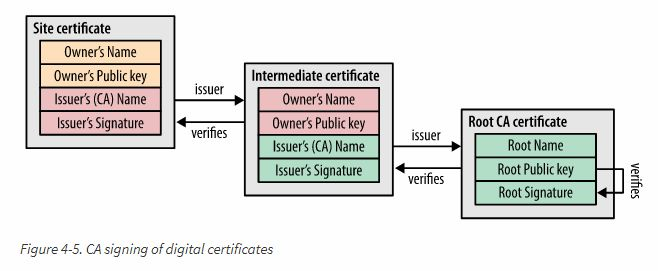 Site certificate
Owner's Name
Owner's Public key
Issuer's (CA) Name
Issuer's Signature
issuer
verifies
Intermediate certificate
Owner's Name
Owner's Public key
Issuer's (CA) Name
Issuer's Signature
issuer
verifies
Root CA certificate
Root Name
Root Public key
Root Signature
verifies
Figure 4-5. CA signing of digital certificates